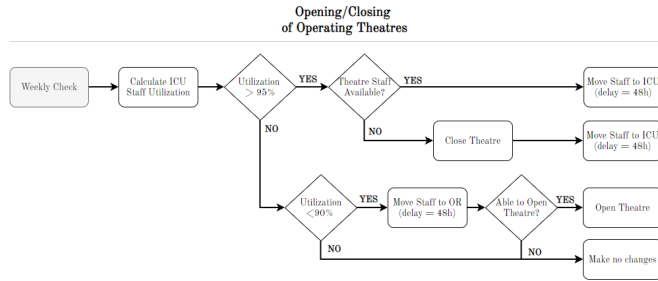 Opening/Closing
of Operating Theatres
Weekly Check
Calculate ICU
Staff Utilization
Utilization
> 95%
YES
Theatre Staff
Available?
YES
Move Staff to ICU
(delay = 48h)
NO
NO
Close Theatre
Move Staff to ICU
(delay = 48h)
Utilization
<90%
YES
Move Staff to OR
(delay = 48h)
Able to Open
Theatre?
YES
Open Theatre
NO
NO
Make no changes